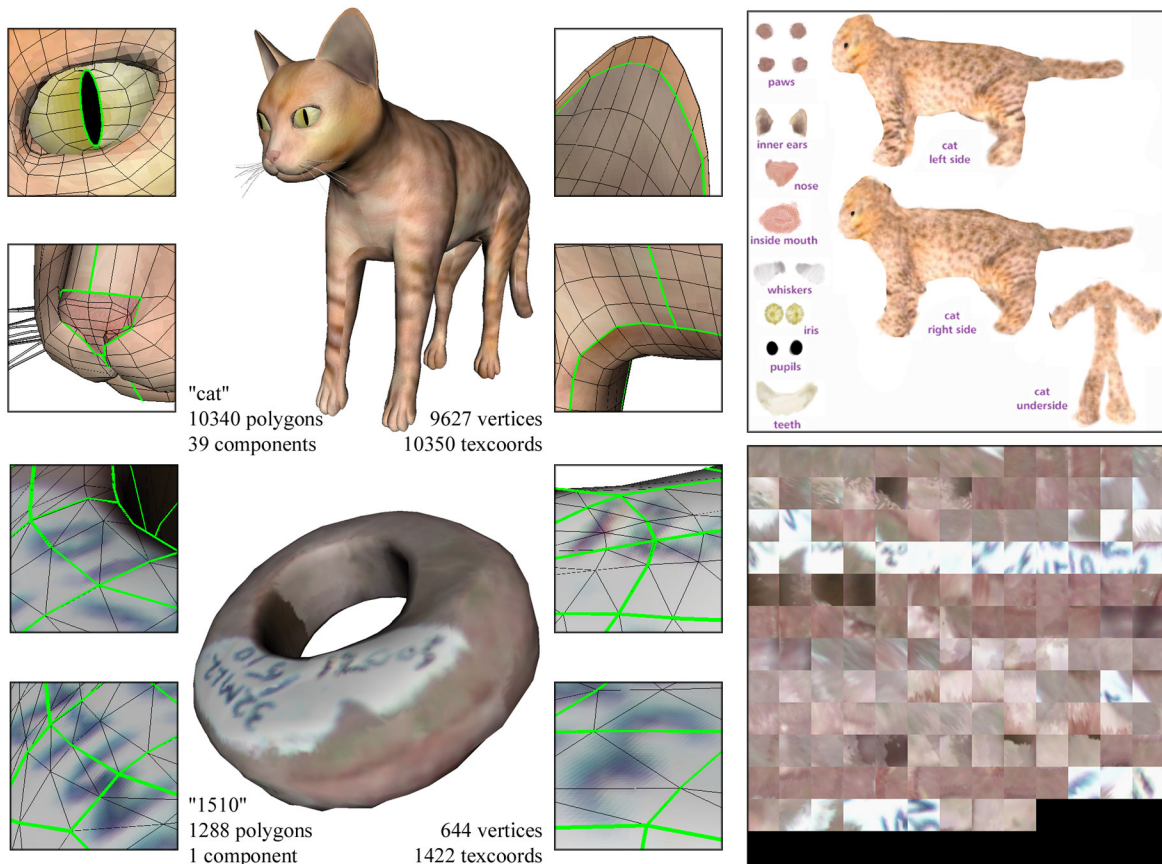 "cat"
10340 polygons
39 components
9627 vertices
10350 texcoords
paws
inner ears
nose
inside mouth
whiskers
iris
pupils
teeth
cat
left side
cat
right side
cat
underside
1510
"1510"
1288 polygons
1 component
644 vertices
1422 texcoords